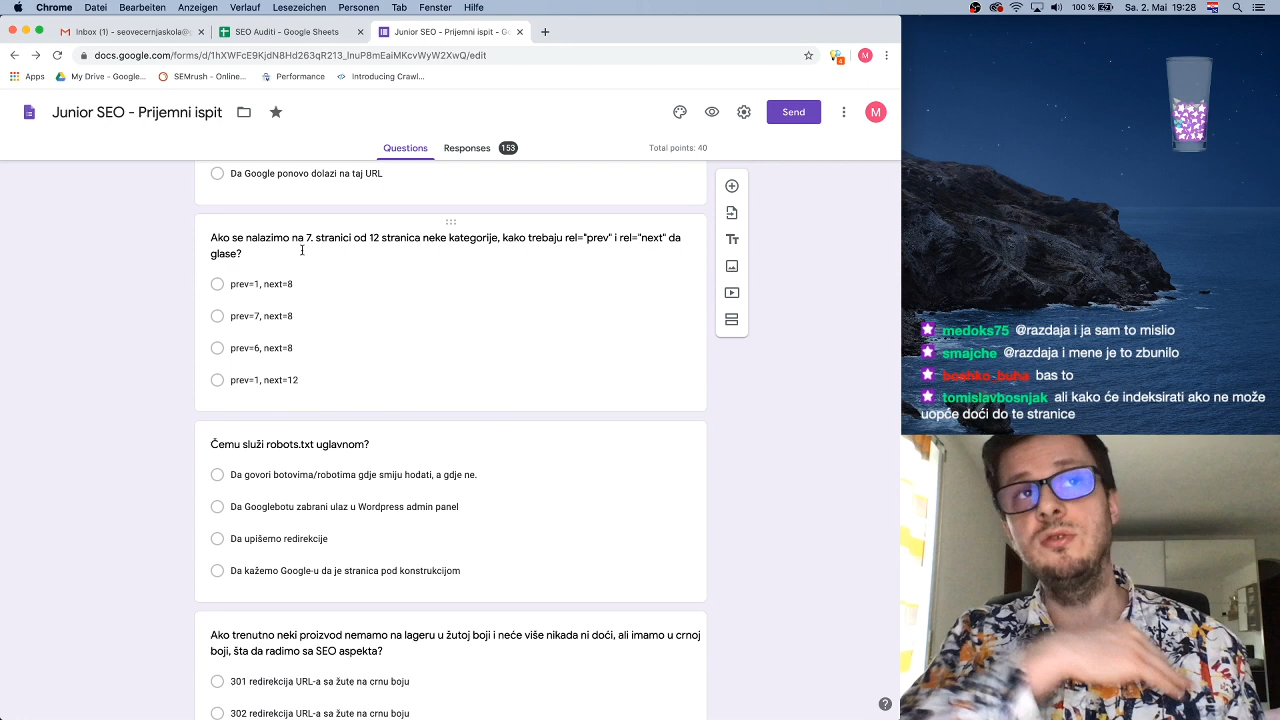 Chrome Datei Bearbeiten Anzeigen Verlauf Lesezeichen Personen Tab Fenster Hilfe
100% Sa. 2. Mai 19:28
Inbox (1) - seovecernjaskola@g
SEO Auditi - Google Sheets
Junior SEO - Prijemni ispit - Go
docs.google.com/forms/d/1hXWFcE9KjdN8Hd263qR213_lnuP8mEaiMKcvWyW2XwQ/edit
4
M
Apps
My Drive - Google...
SEMrush - Online...
Performance
Introducing Crawl...
Junior SEO - Prijemni ispit
Send
M
Questions
Responses 153
Total points: 40
Da Google ponovo dolazi na taj URL
Ako se nalazimo na 7. stranici od 12 stranica neke kategorije, kako trebaju rel="prev" i rel="next" da
glase?
prev=1, next=8
prev=7, next=8
prev=6, next=8
prev=1, next=12
Čemu služi robots.txt uglavnom?
Da govori botovima/robotima gdje smiju hodati, a gdje ne.
Da Googlebotu zabrani ulaz u Wordpress admin panel
Da upišemo redirekcije
Da kažemo Google-u da je stranica pod konstrukcijom
Ako trenutno neki proizvod nemamo na lageru u žutoj boji i neće više nikada ni doći, ali imamo u crnoj
boji, šta da radimo sa SEO aspekta?
301 redirekcija URL-a sa žute na crnu boju
302 redirekcija URL-a sa žute na crnu boju
medoks75 @razdaja i ja sam to mislio
smajche @razdaja i mene je to zbunilo
boshko_buha bas to
tomislavbosnjak ali kako će indeksirati ako ne može
uopće doći do te stranice